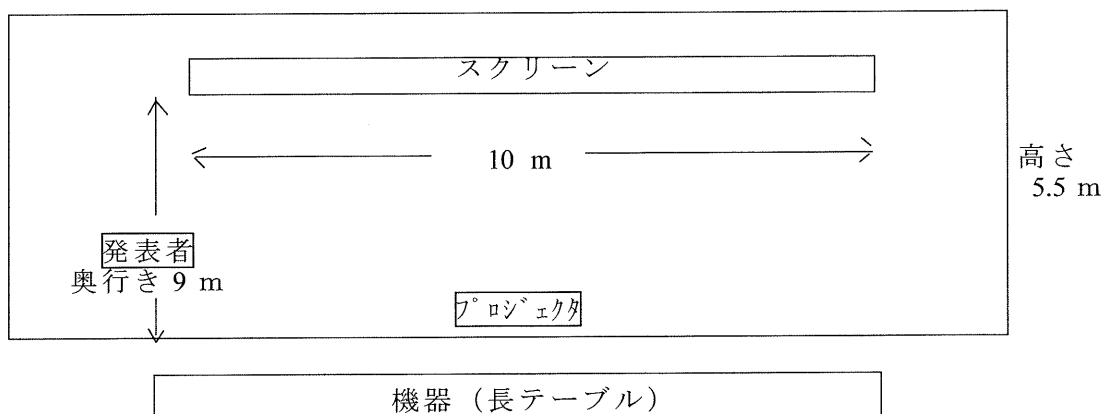 スクリーン
10 m
高さ
5.5 m
発表者
奥行き 9 m
プロジェクタ
機器（長テーブル）